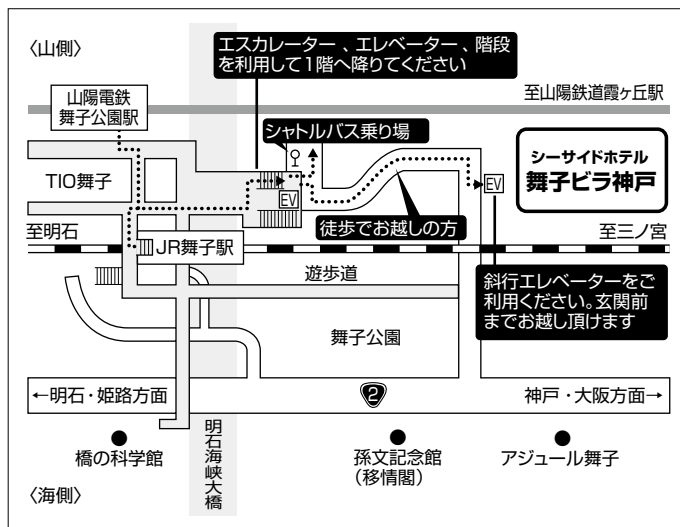 〈山側〉
エスカレーター、エレベーター、階段
を利用して1階へ降りてください
山陽電鉄
舞子公園駅
至山陽鉄道霞ヶ丘駅
シャトルバス乗り場
TIO舞子
EV
EV
シーサイドホテル
舞子ビラ神戸
徒歩でお越しの方
至明石
至三ノ宮
JR舞子駅
遊歩道
斜行エレベーターをご
利用ください。玄関前
までお越し頂けます
舞子公園
←明石・姫路方面
2
神戸・大阪方面→
橋の科学館
明石海峡大橋
孫文記念館
(移情閣)
アジュール舞子
〈海側〉